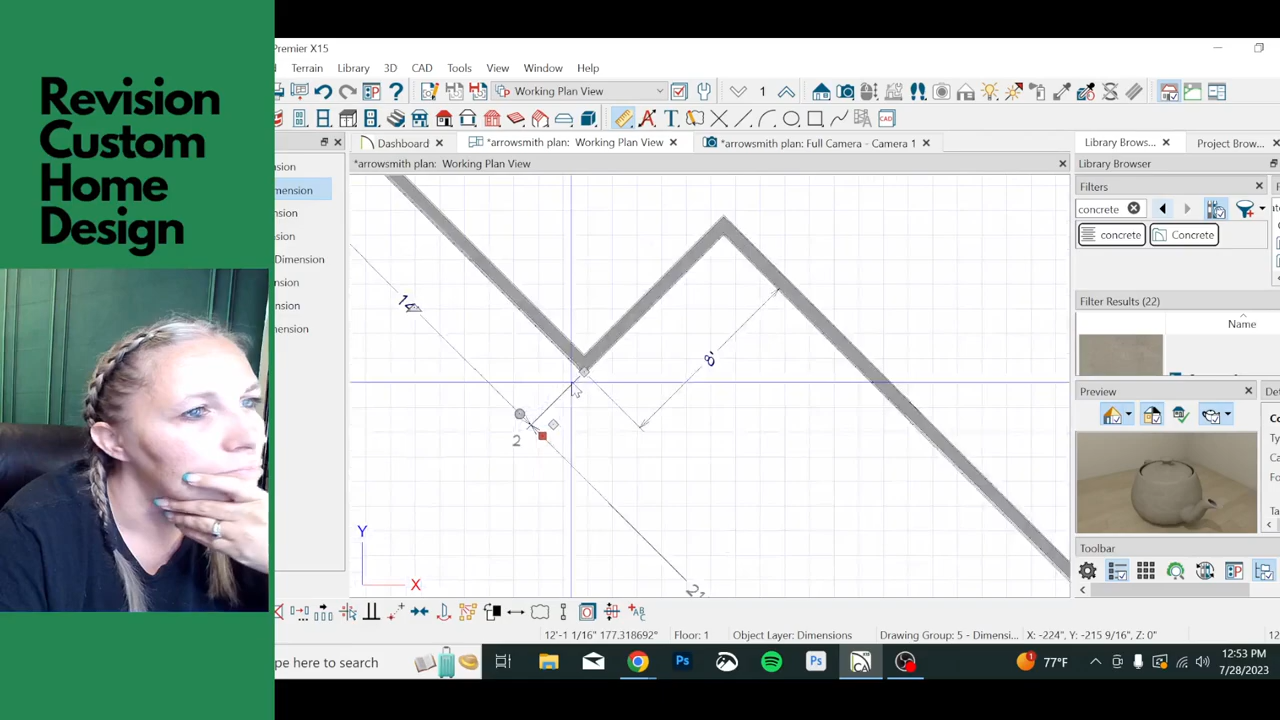 Revision
Custom
Home
Design
Premier X15
Terrain Library 3D CAD Tools View Window Help
Working Plan View
1
Dashboard
*arrowsmith plan: Working Plan View
*arrowsmith plan: Full Camera - Camera 1
Library Brows...
Project Brow...
*arrowsmith plan: Working Plan View
Library Browser
Filters
concrete
concrete
Concrete
Filter Results (22)
Name
Preview
Toolbar
Dimension
8'
2
Y
X
12'-1 1/16" 177.318692°
Floor: 1
Object Layer: Dimensions
Drawing Group: 5 - Dimensi...
X: -224", Y: -215 9/16", Z: 0"
pe here to search
77°F
12:53 PM
7/28/2023